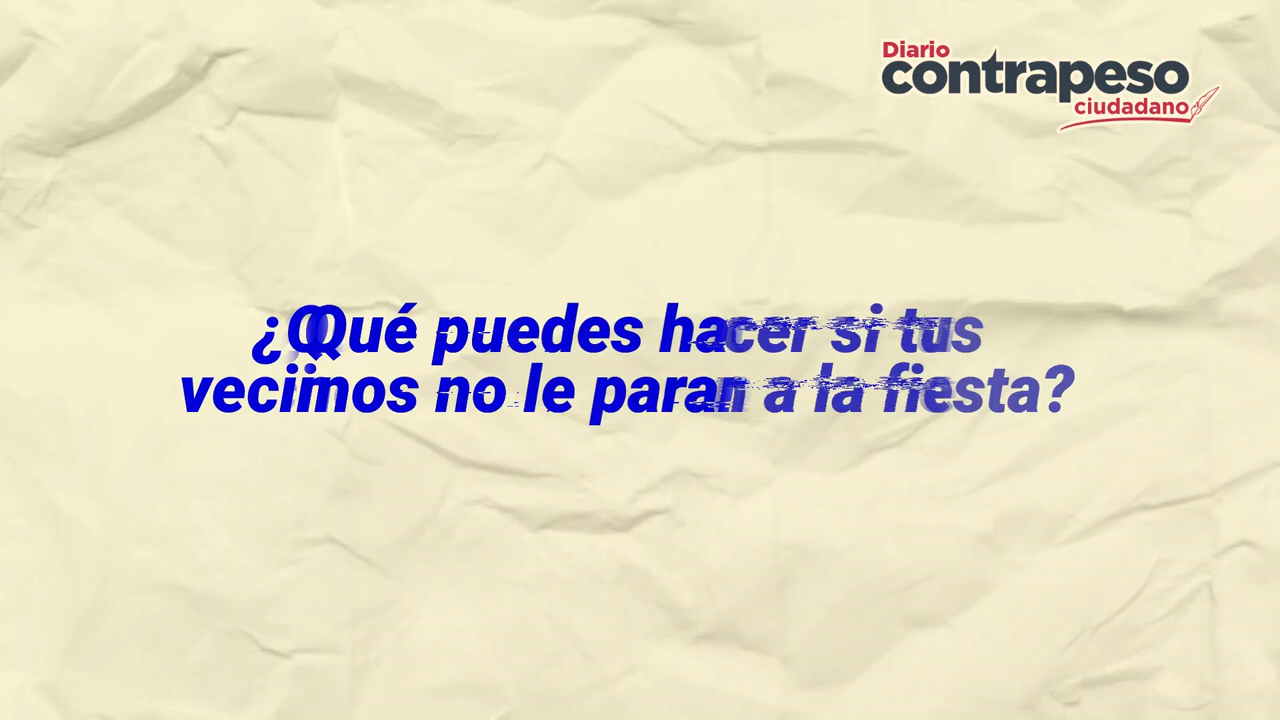 Diario
contrapeso
ciudadano
¿Qué puedes hacer si tus
vecinos no le paran a la fiesta?